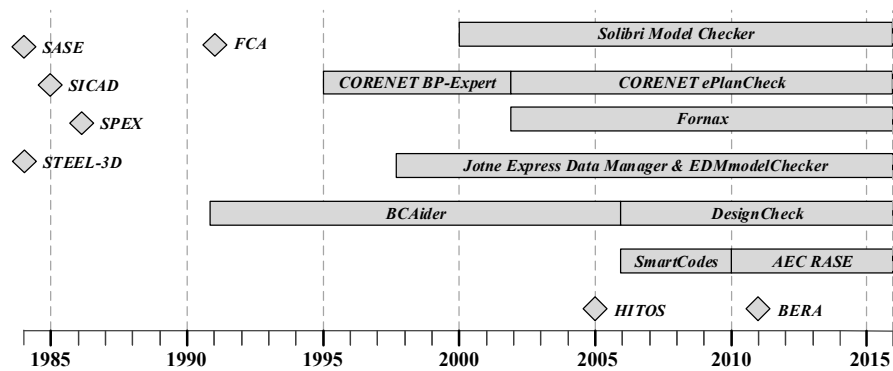 Solibri Model Checker
SASE
FCA
SICAD
CORENET BP-Expert
CORENET ePlanCheck
SPEX
Fornax
STEEL-3D
Jotne Express Data Manager & EDMmodelChecker
BCAider
DesignCheck
SmartCodes
AEC RASE
HITOS
BERA
1985 1990 1995 2000 2005 2010 2015